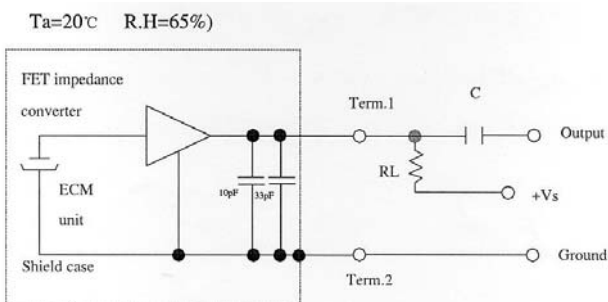 Ta=20℃ R.H=65%)
FET impedance
converter
ECM
unit
Shield case
10pF
33pF
Term.1
C
Output
RL
+Vs
Ground
Term.2